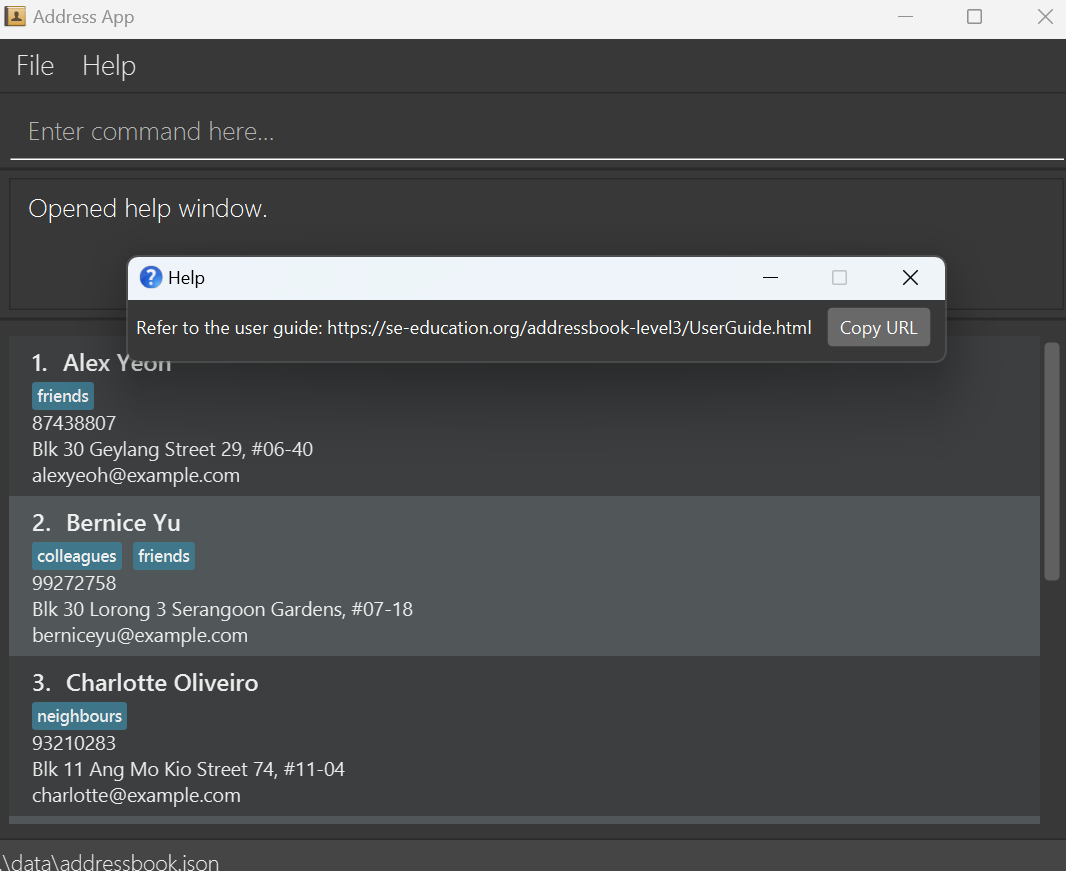 Address App
File Help
Enter command here...
Opened help window.
Help
Refer to the user guide: https://se-education.org/addressbook-level3/UserGuide.html Copy URL
1. Alex Yeoh
friends
87438807
Blk 30 Geylang Street 29, #06-40
alexyeoh@example.com
2. Bernice Yu
colleagues friends
99272758
Blk 30 Lorong 3 Serangoon Gardens, #07-18
berniceyu@example.com
3. Charlotte Oliveiro
neighbours
93210283
Blk 11 Ang Mo Kio Street 74, #11-04
charlotte@example.com
.\data\addressbook.json